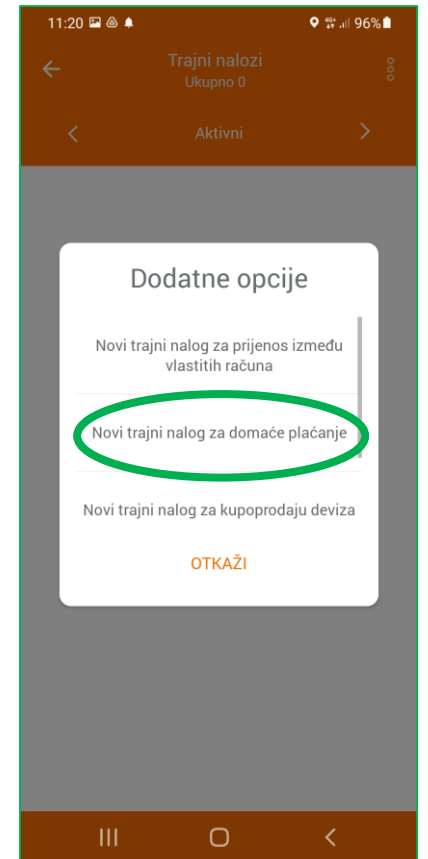 11:20 96%
Trajni nalozi
Ukupno 0
Aktivni
Dodatne opcije
Novi trajni nalog za prijenos između
vlastitih računa
Novi trajni nalog za domaće plaćanje
Novi trajni nalog za kupoprodaju deviza
OTKAŽI